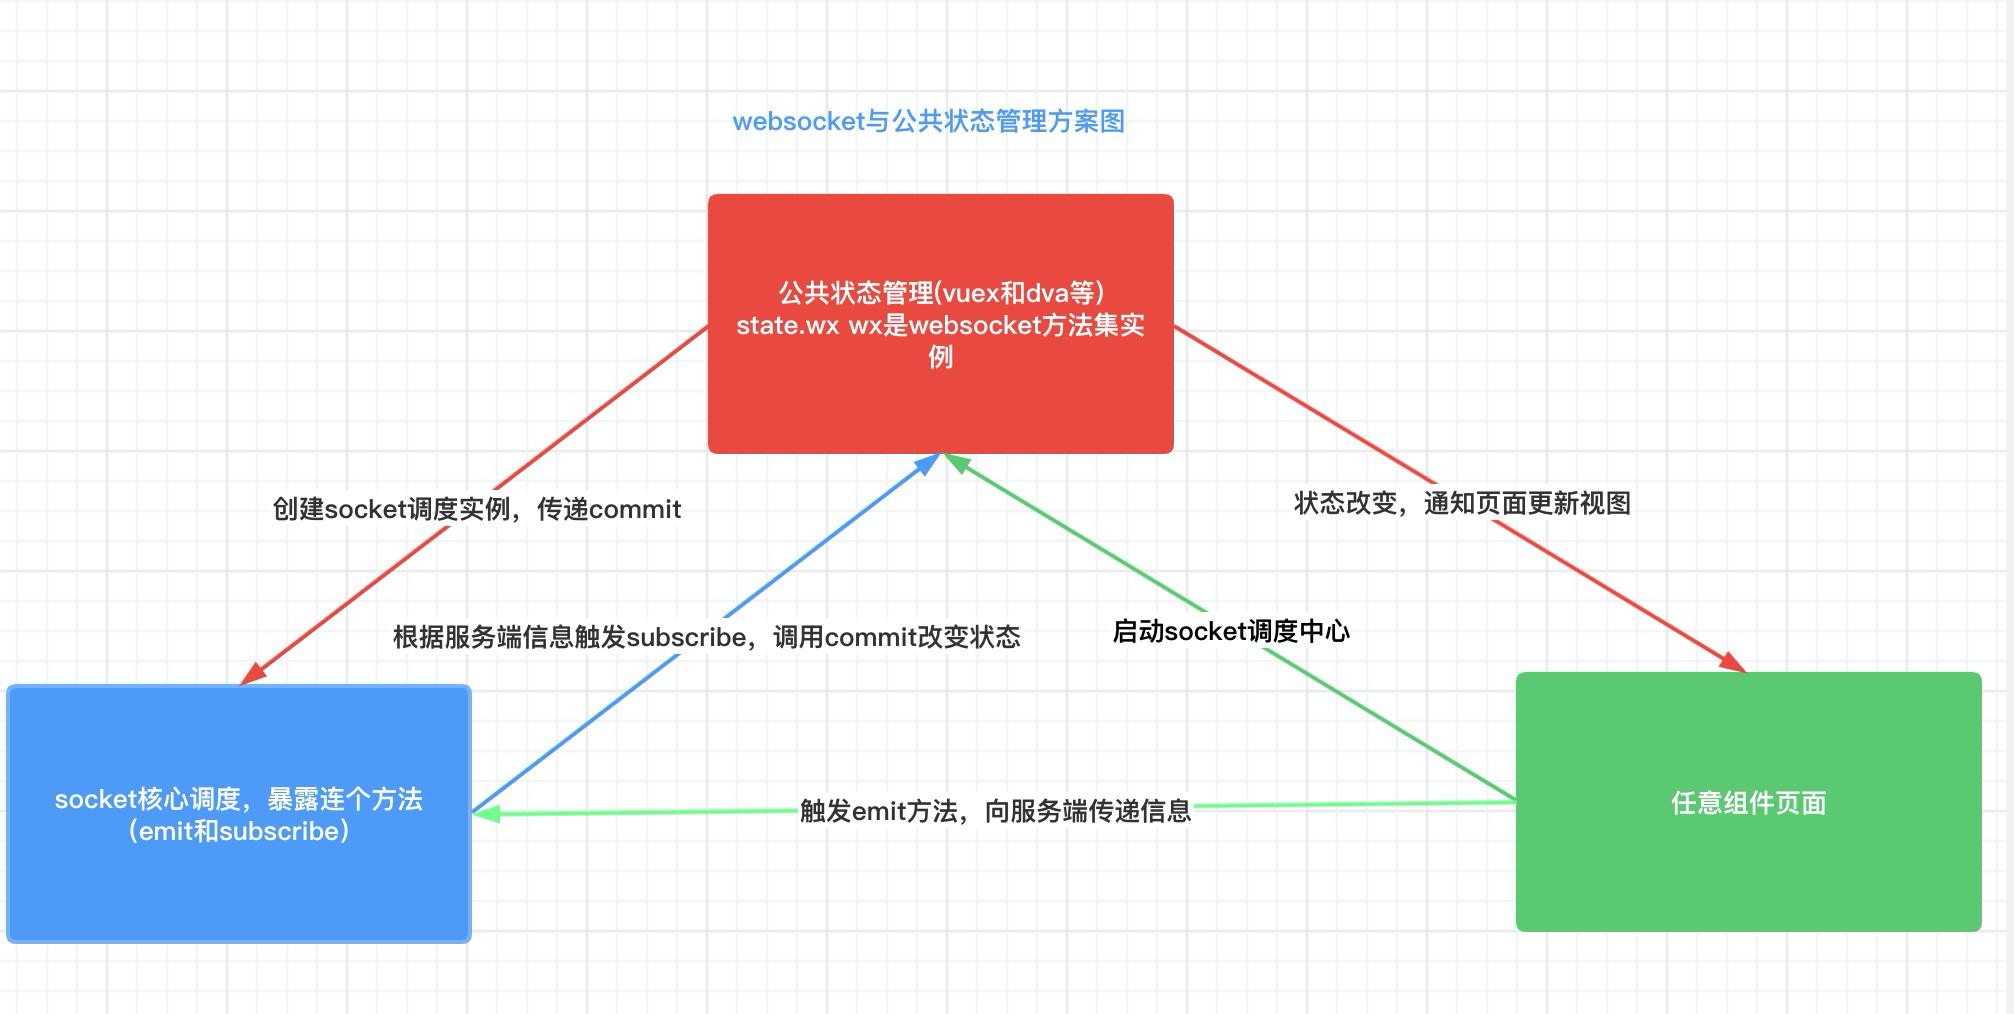 websocket与公共状态管理方案图
公共状态管理(vuex和dva等)
state.wx wx是websocket方法集实
例
创建socket调度实例，传递commit
状态改变，通知页面更新视图
根据服务端信息触发subscribe，调用commit改变状态
启动socket调度中心
socket核心调度，暴露连个方法
（emit和subscribe）
触发emit方法，向服务端传递信息
任意组件页面